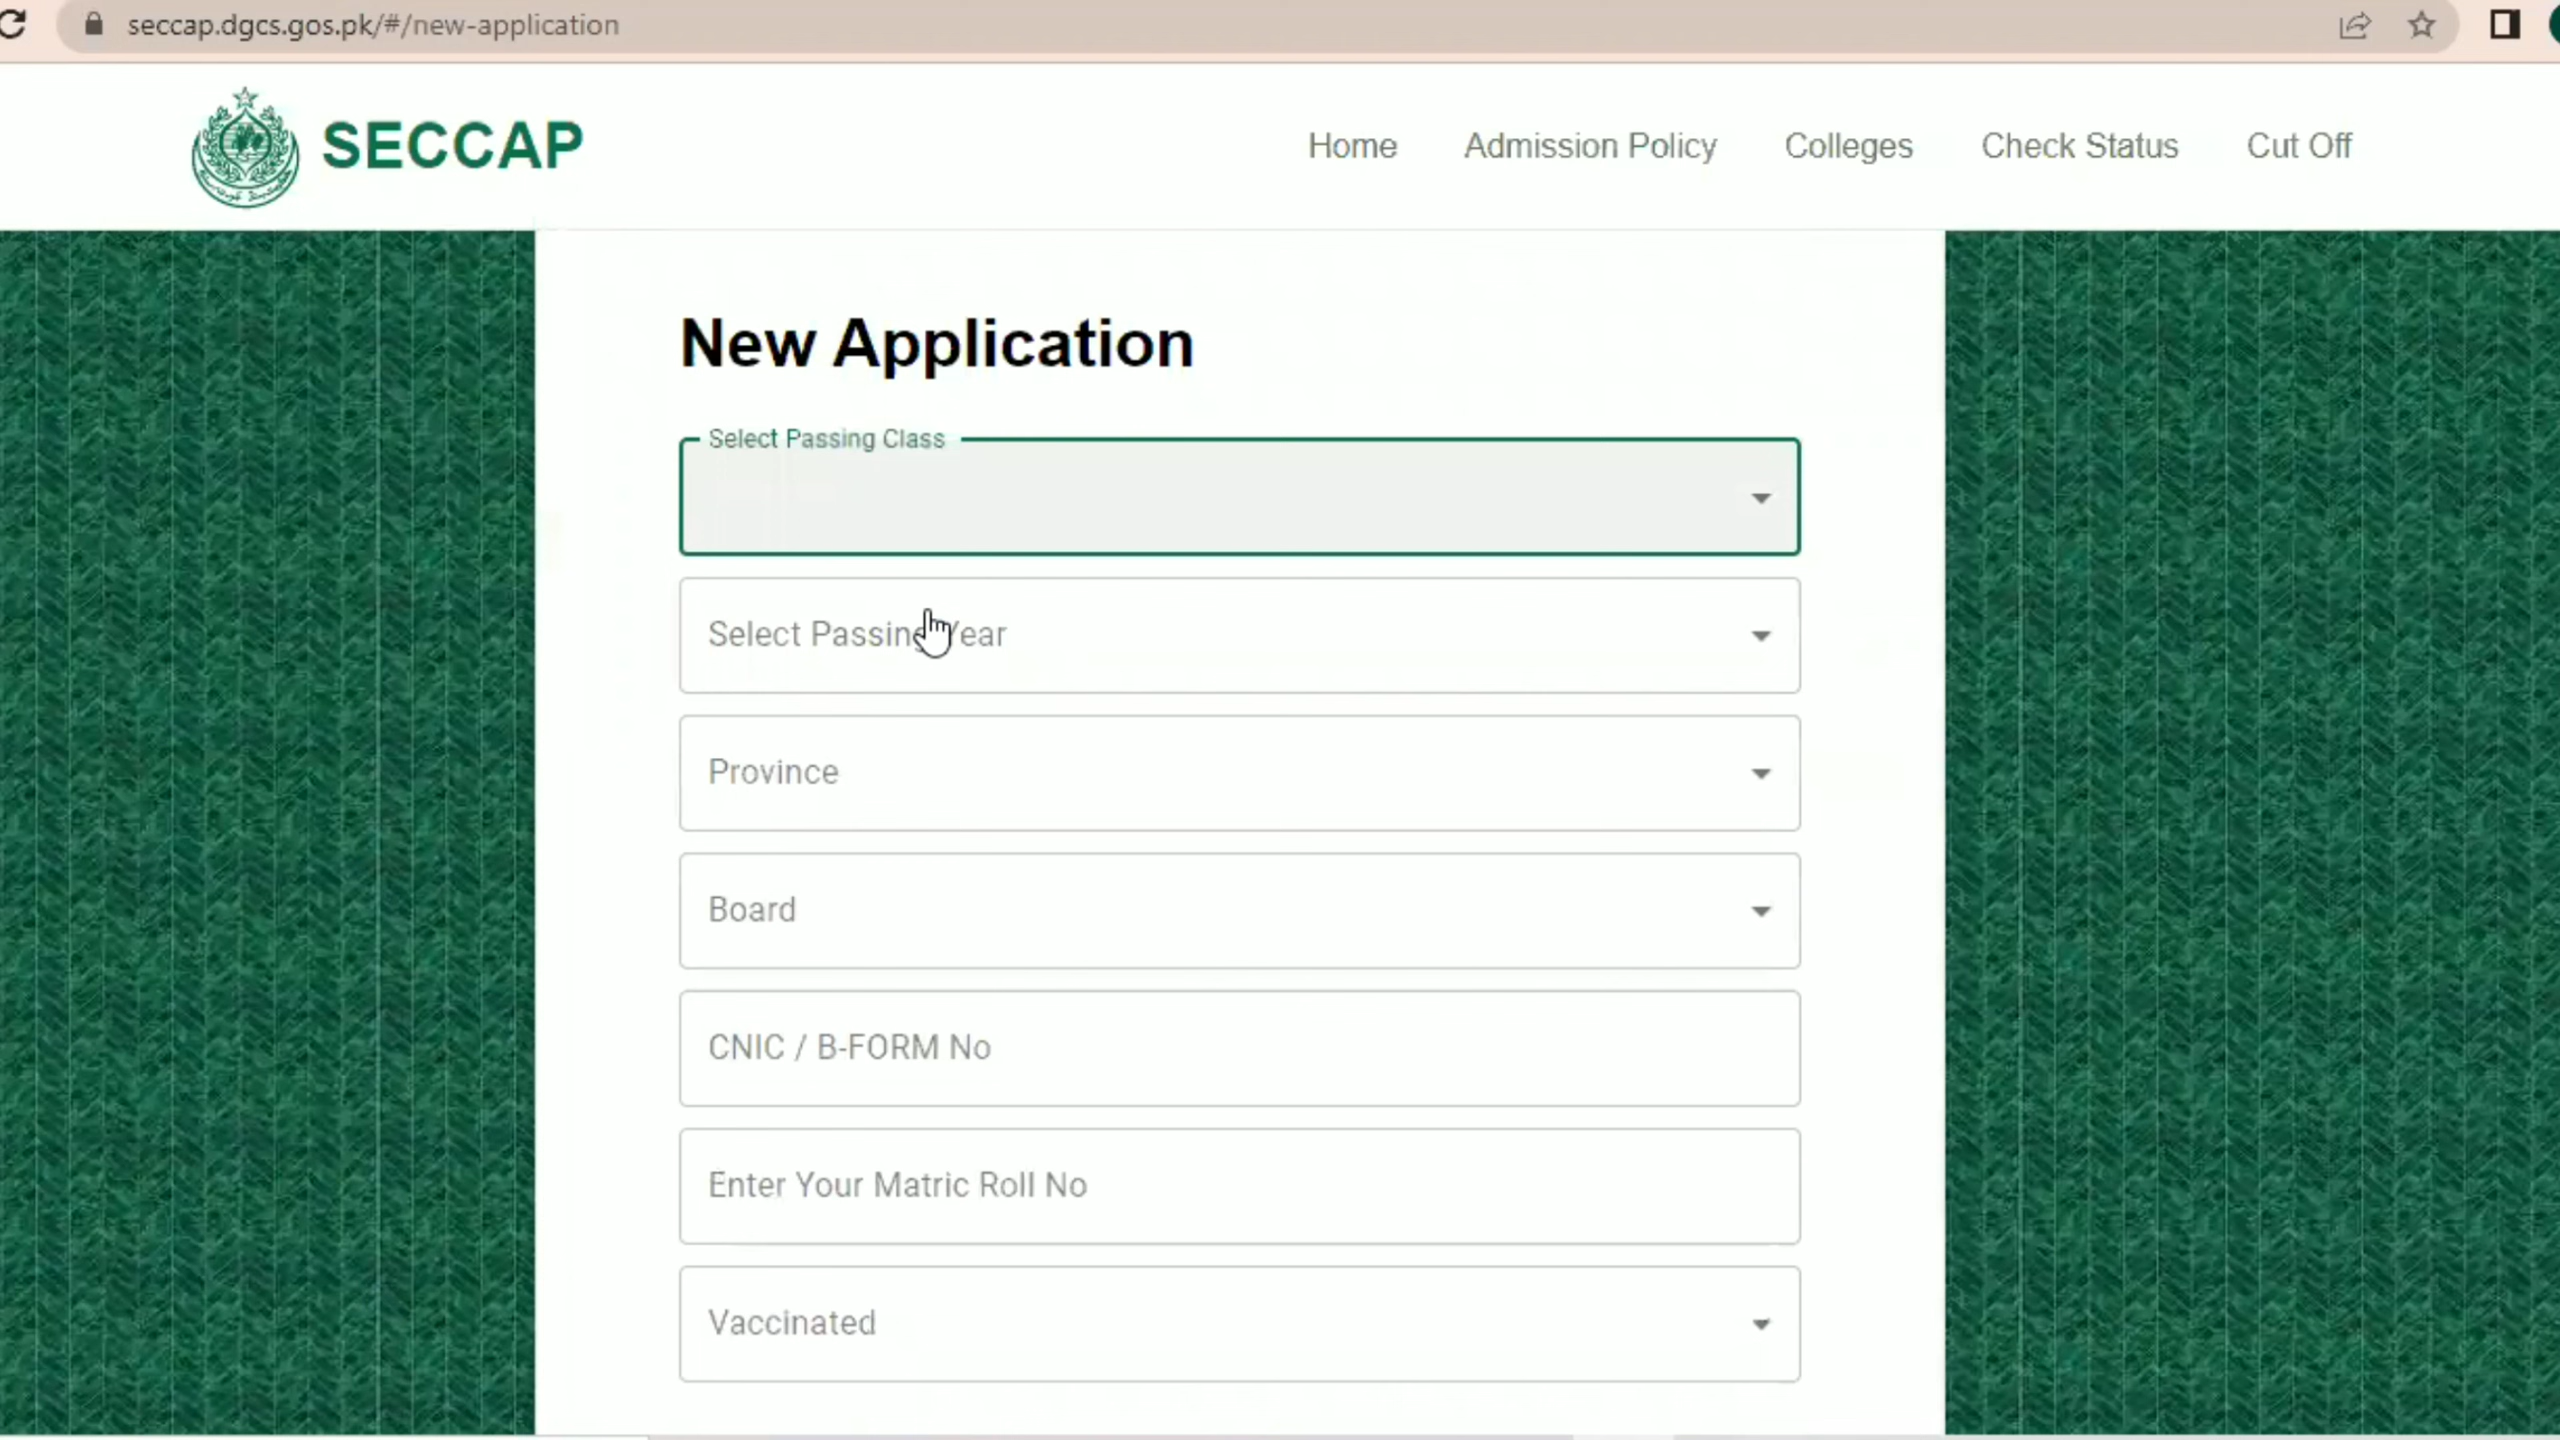 seccap.dgcs.gos.pk/#/new-application
SECCAP
Home Admission Policy Colleges Check Status Cut Off
New Application
Select Passing Class
Select Passing Year
Province
Board
CNIC / B-FORM No
Enter Your Matric Roll No
Vaccinated